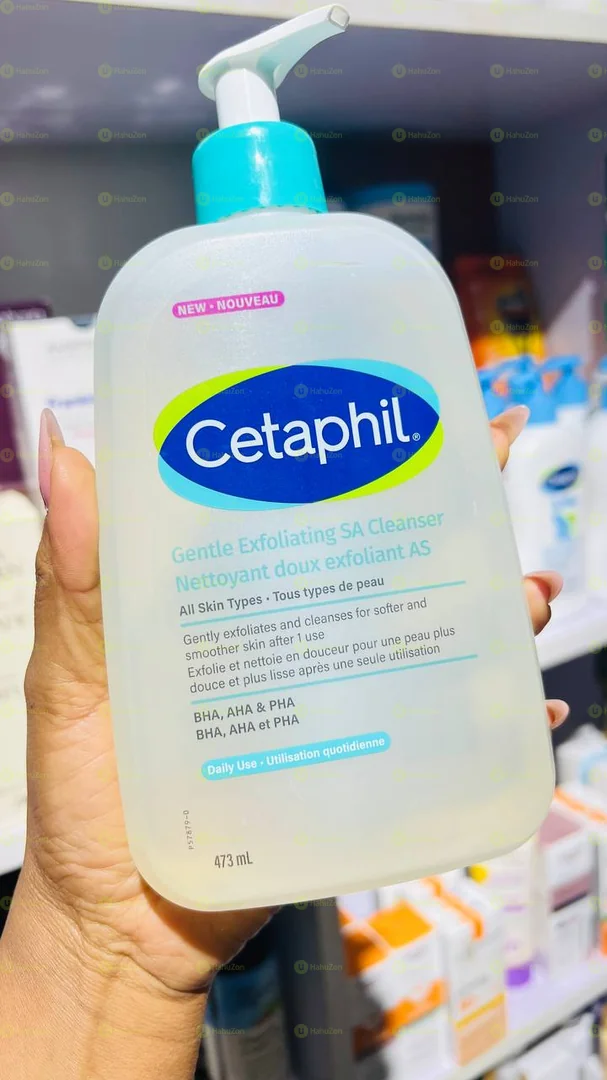 NEW • NOUVEAU
Cetaphil®
Gentle Exfoliating SA Cleanser
Nettoyant doux exfoliant AS
All Skin Types • Tous types de peau
Gently exfoliates and cleanses for softer and
smoother skin after 1 use
Exfolie et nettoie en douceur pour une peau plus
douce et plus lisse après une seule utilisation
BHA, AHA & PHA
BHA, AHA et PHA
Daily Use • Utilisation quotidienne
P57879-0
473 mL
HahuZon